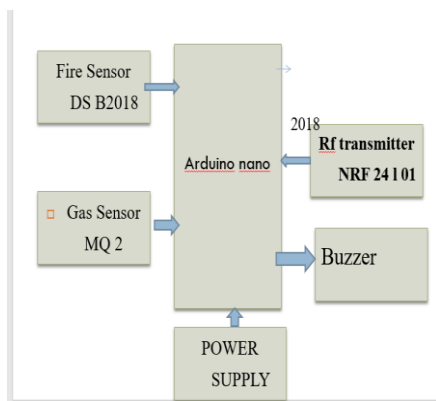 Fire Sensor
DS B2018
2018
Rf transmitter
NRF 24 l 01
Arduino nano
Gas Sensor
MQ 2
Buzzer
POWER
SUPPLY